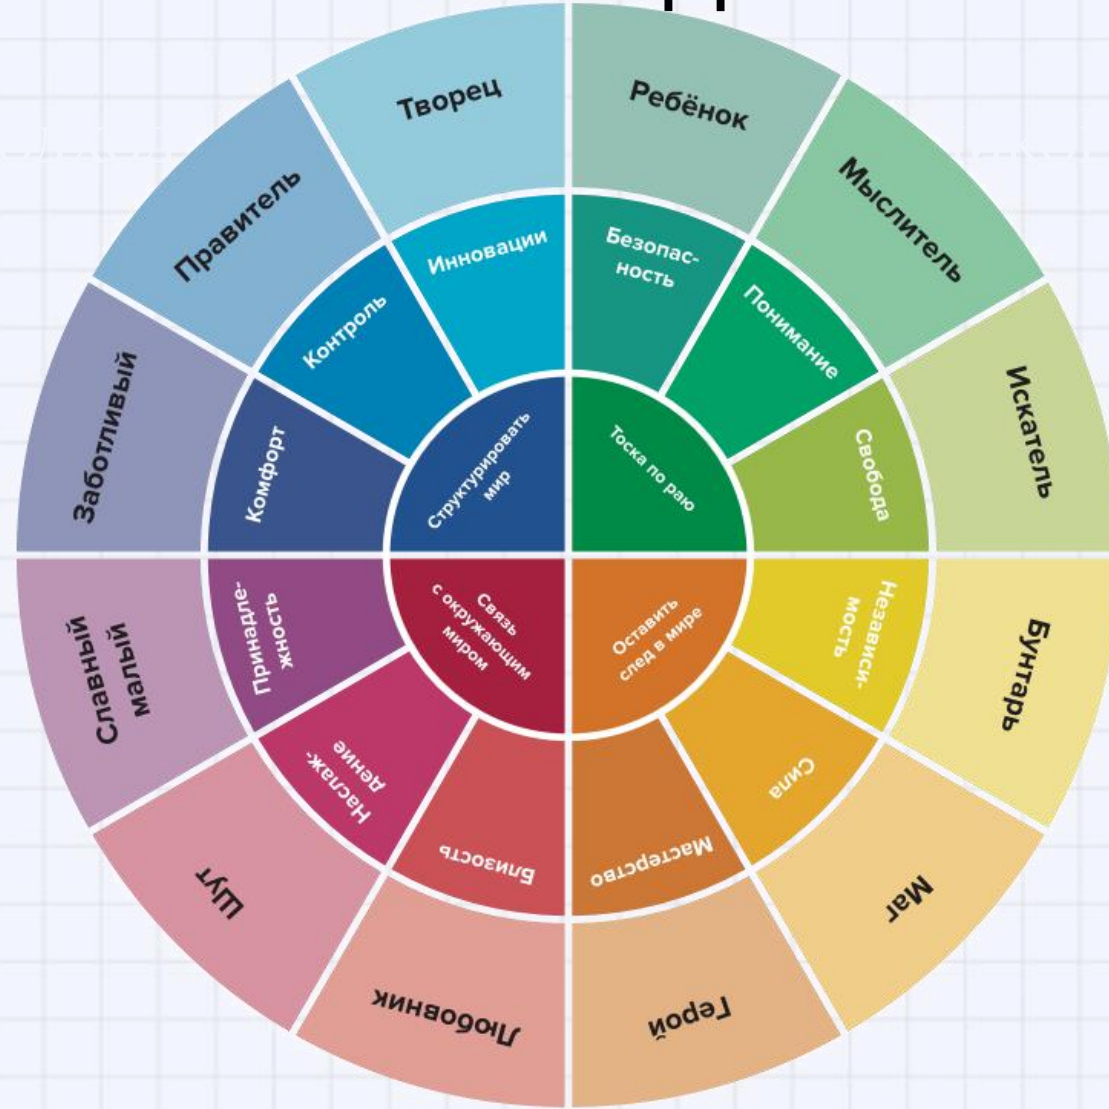 Творец
Ребёнок
Мыслитель
Искатель
Бунтарь
Маг
Герой
Любовник
Шут
Славный
малый
Заботливый
Правитель
Инновации
Безопас-
ность
Понимание
Свобода
Независи-
мость
Сила
Мастерство
Близость
Наслаж-
дение
Принадле-
жность
Комфорт
Контроль
Структурировать
мир
Тоска по раю
Оставить
след в мире
Связь
с окружающим
миром